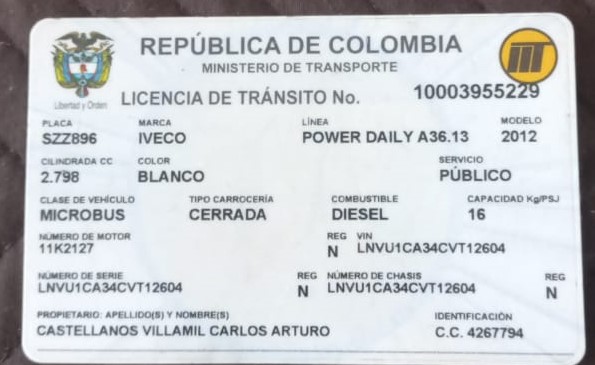 REPÚBLICA DE COLOMBIA
MINISTERIO DE TRANSPORTE
Libertad y Orden
LICENCIA DE TRÁNSITO No. 10003955229
PLACA MARCA LÍNEA MODELO
SZZ896 IVECO POWER DAILY A36.13 2012
CILINDRADA CC COLOR SERVICIO
2.798 BLANCO PÚBLICO
CLASE DE VEHÍCULO TIPO CARROCERÍA COMBUSTIBLE CAPACIDAD Kg/PSJ
MICROBUS CERRADA DIESEL 16
NÚMERO DE MOTOR REG VIN
11K2127 N LNVU1CA34CVT12604
NÚMERO DE SERIE REG NÚMERO DE CHASIS REG
LNVU1CA34CVT12604 N LNVU1CA34CVT12604 N
PROPIETARIO: APELLIDO(S) Y NOMBRE(S) IDENTIFICACIÓN
CASTELLANOS VILLAMIL CARLOS ARTURO C.C. 4267794